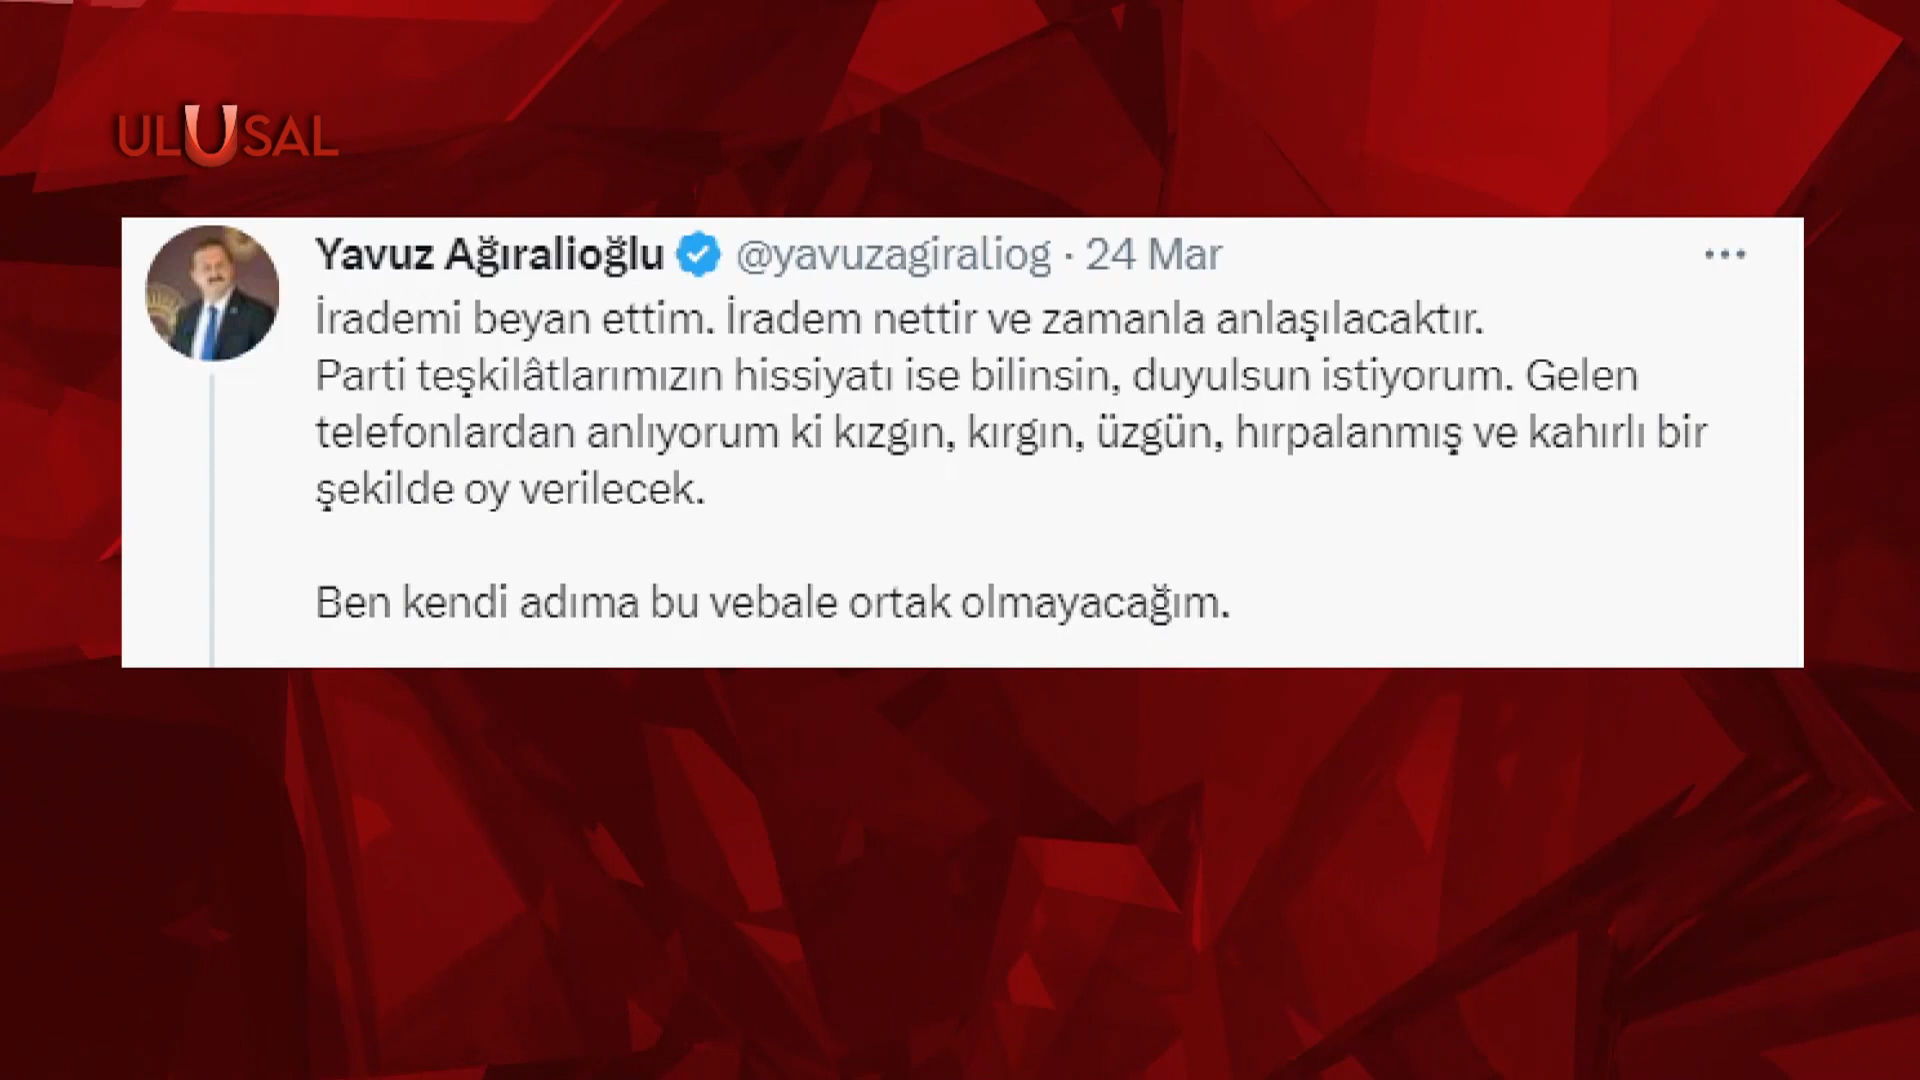 ULUSAL
Yavuz Ağıralioğlu @yavuzagiraliog · 24 Mar
İrademi beyan ettim. İradem nettir ve zamanla anlaşılacaktır.
Parti teşkilâtlarımızın hissiyatı ise bilinsin, duyulsun istiyorum. Gelen
telefonlardan anlıyorum ki kızgın, kırgın, üzgün, hırpalanmış ve kahırlı bir
şekilde oy verilecek.
Ben kendi adıma bu vebale ortak olmayacağım.